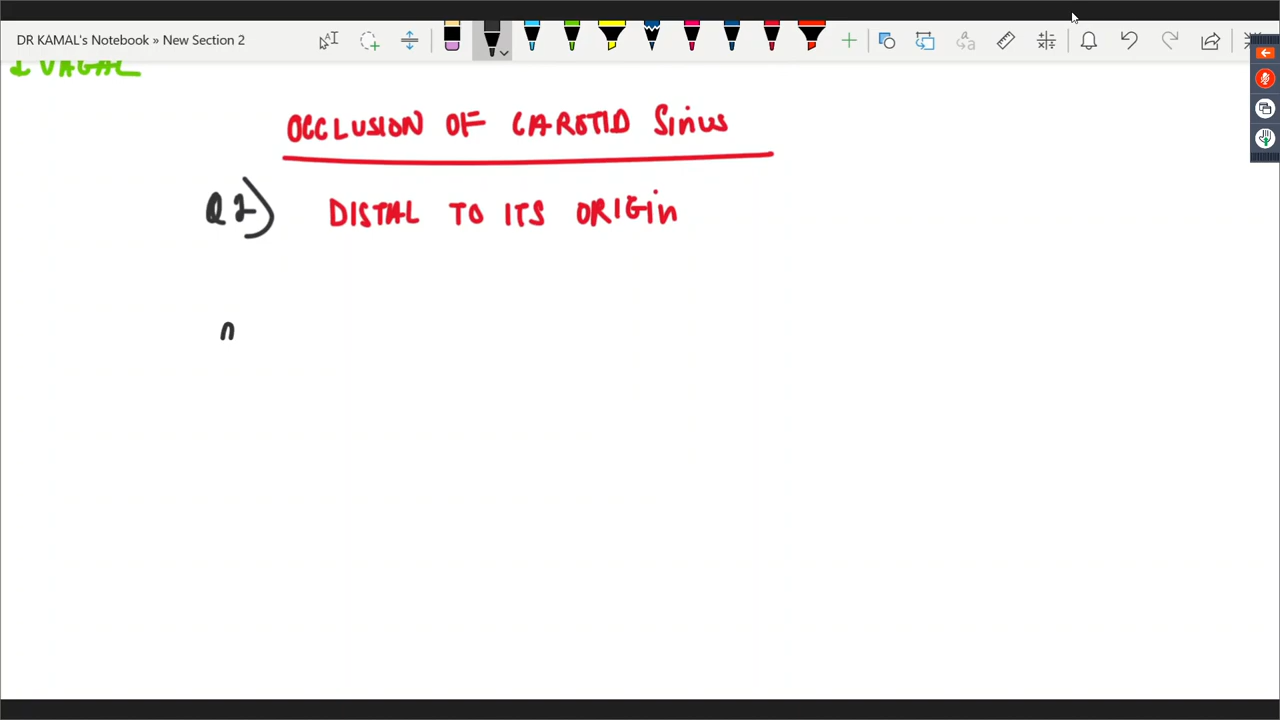 DR KAMAL's Notebook » New Section 2
OCCLUSION OF CAROTID Sinus
Q2) DISTAL TO ITS ORIGIN
n